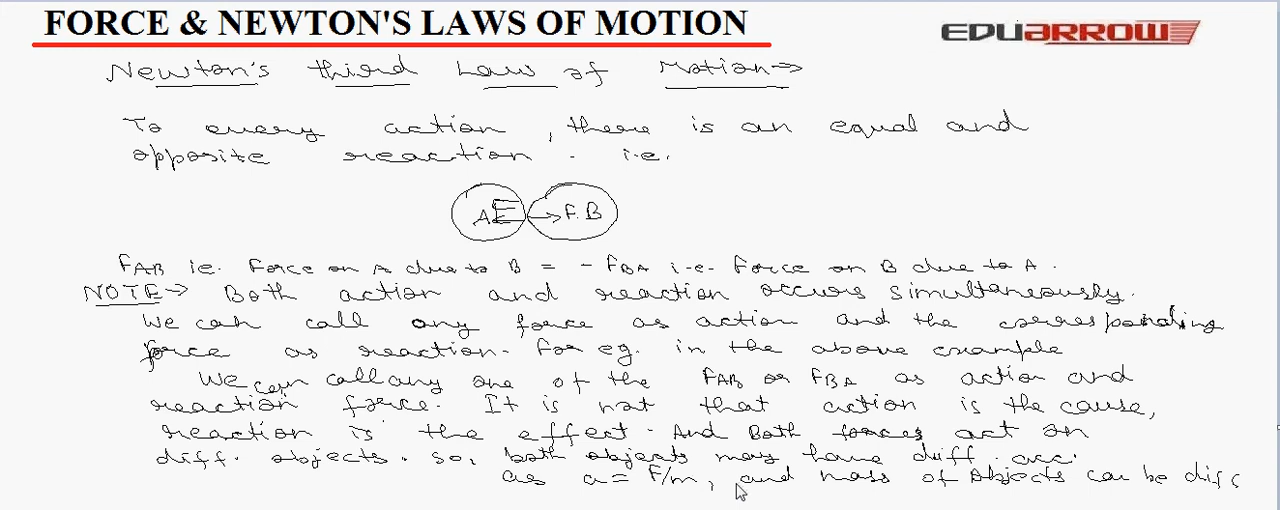 FORCE & NEWTON'S LAWS OF MOTION
EDUARROW
Newton's third Law of Motion →
To every action, there is an equal and
opposite reaction. i.e.
A F F. B
FAB ie. Force on A due to B = - FBA i.e. Force on B due to A.
NOTE → Both action and reaction occurs simultaneously.
We can call any force as action and the corresponding
force as reaction. For eg. in the above example
We can call any one of the FAB or FBA as action and
reaction force. It is not that action is the cause,
reaction is the effect. And Both forces act on
diff. objects. so, both objects may have diff. acc.
as a = F/m, and mass of objects can be diff